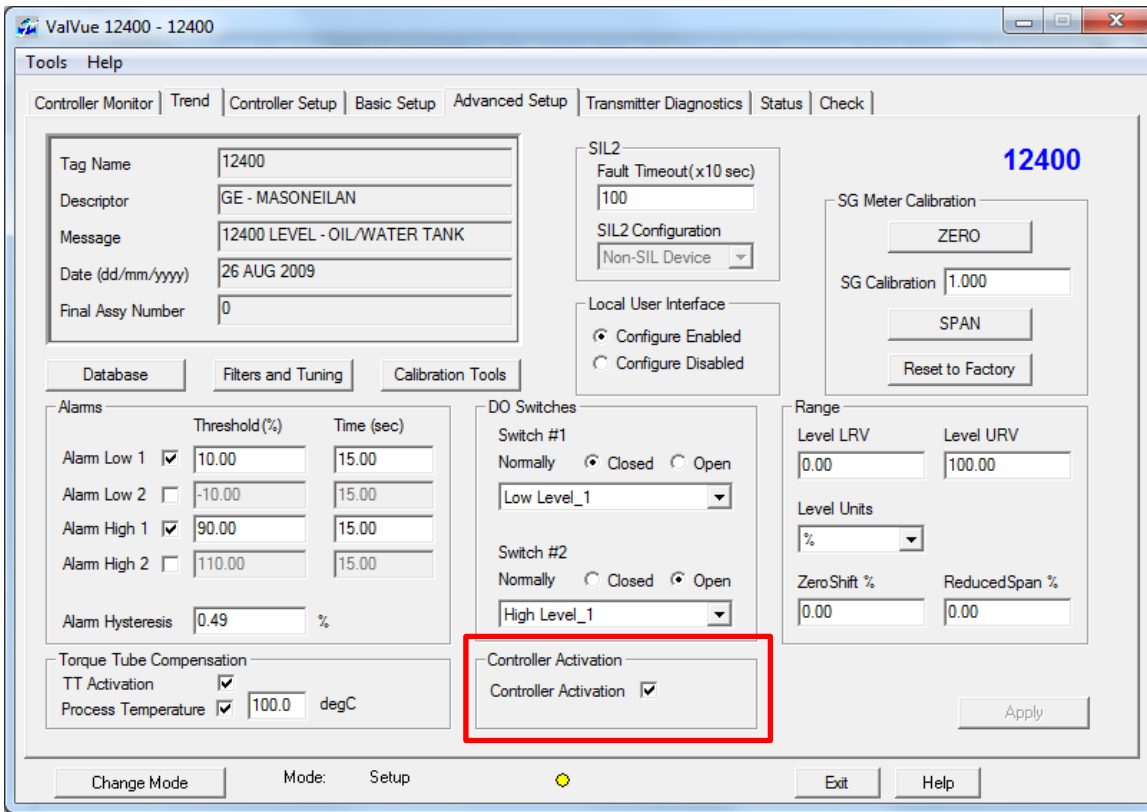 ValVue 12400 - 12400
Tools Help
Controller Monitor Trend Controller Setup Basic Setup Advanced Setup Transmitter Diagnostics Status Check
Tag Name 12400
Descriptor GE - MASONEILAN
Message 12400 LEVEL - OIL/WATER TANK
Date (dd/mm/yyyy) 26 AUG 2009
Final Assy Number 0
SIL2
Fault Timeout(x10 sec)
100
SIL2 Configuration
Non-SIL Device
Local User Interface
Configure Enabled
Configure Disabled
12400
SG Meter Calibration
ZERO
SG Calibration 1.000
SPAN
Reset to Factory
Database Filters and Tuning Calibration Tools
Alarms
Threshold (%) Time (sec)
Alarm Low 1 10.00 15.00
Alarm Low 2 -10.00 15.00
Alarm High 1 90.00 15.00
Alarm High 2 110.00 15.00
Alarm Hysteresis 0.49 %
DO Switches
Switch #1
Normally Closed Open
Low Level_1
Switch #2
Normally Closed Open
High Level_1
Range
Level LRV Level URV
0.00 100.00
Level Units
%
Zero Shift % Reduced Span %
0.00 0.00
Torque Tube Compensation
TT Activation
Process Temperature 100.0 degC
Controller Activation
Controller Activation
Apply
Change Mode Mode: Setup Exit Help